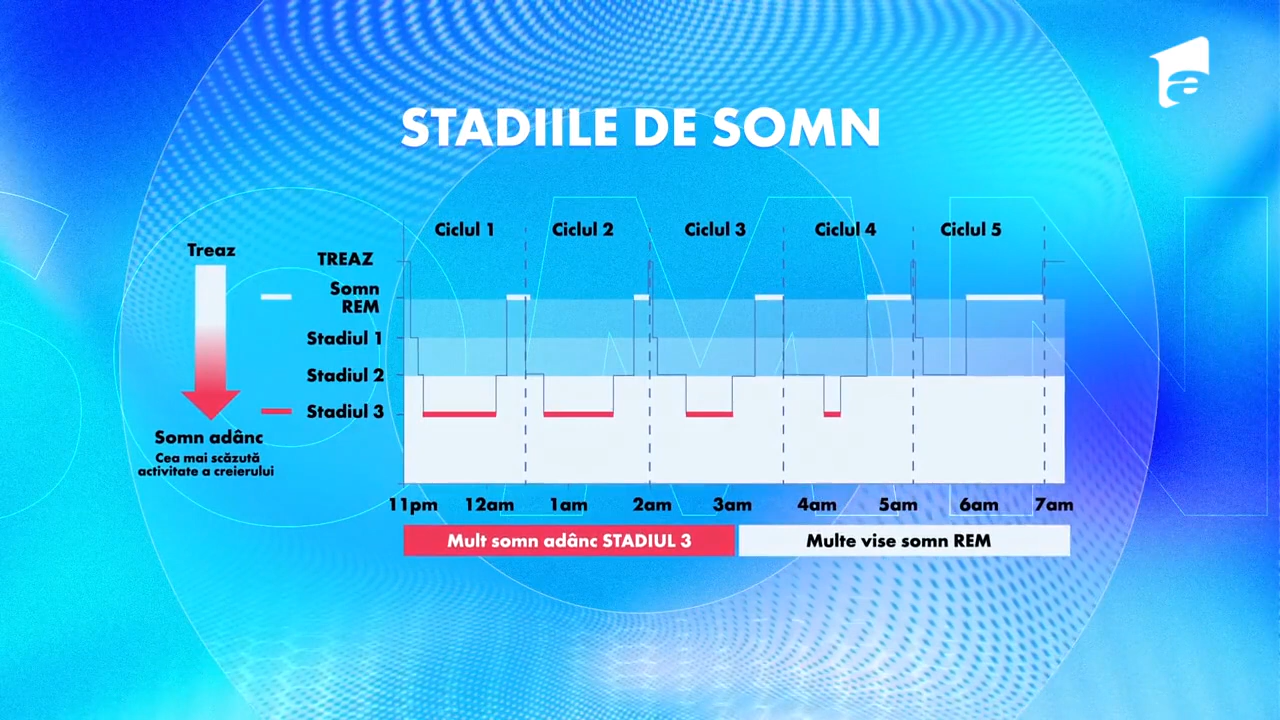 STADIILE DE SOMN
SOMN
Ciclul 1 Ciclul 2 Ciclul 3 Ciclul 4 Ciclul 5
Treaz
TREAZ
Somn
REM
Stadiul 1
Stadiul 2
Stadiul 3
Somn adânc
Cea mai scăzută
activitate a creierului
11pm 12am 1am 2am 3am 4am 5am 6am 7am
Mult somn adânc STADIUL 3
Multe vise somn REM